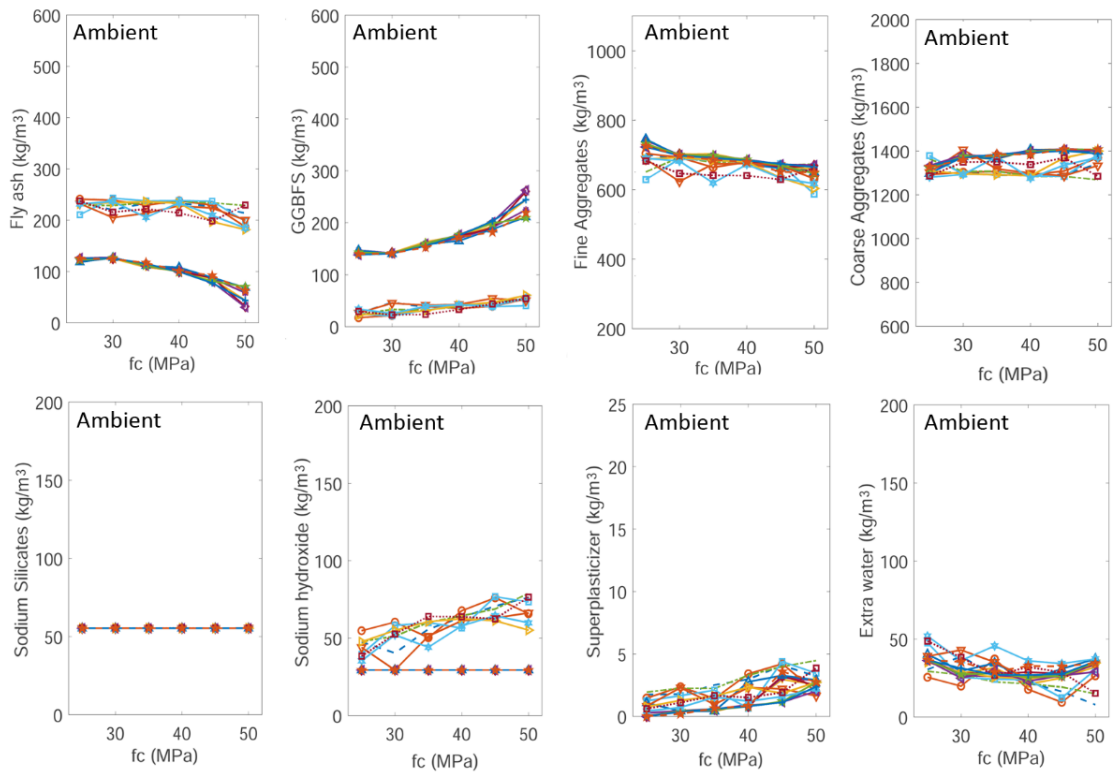 Ambient
Fly ash (kg/m³)
600
500
400
300
200
100
0
30 40 50
fc (MPa)
Ambient
GGBFS (kg/m³)
600
500
400
300
200
100
0
30 40 50
fc (MPa)
Ambient
Fine Aggregates (kg/m³)
1000
800
600
400
200
30 40 50
fc (MPa)
Ambient
Coarse Aggregates (kg/m³)
2000
1800
1600
1400
1200
1000
800
600
30 40 50
fc (MPa)
Ambient
Sodium Silicates (kg/m³)
200
150
100
50
0
30 40 50
fc (MPa)
Ambient
Sodium hydroxide (kg/m³)
200
150
100
50
0
30 40 50
fc (MPa)
Ambient
Superplasticizer (kg/m³)
25
20
15
10
5
0
30 40 50
fc (MPa)
Ambient
Extra water (kg/m³)
200
150
100
50
0
30 40 50
fc (MPa)